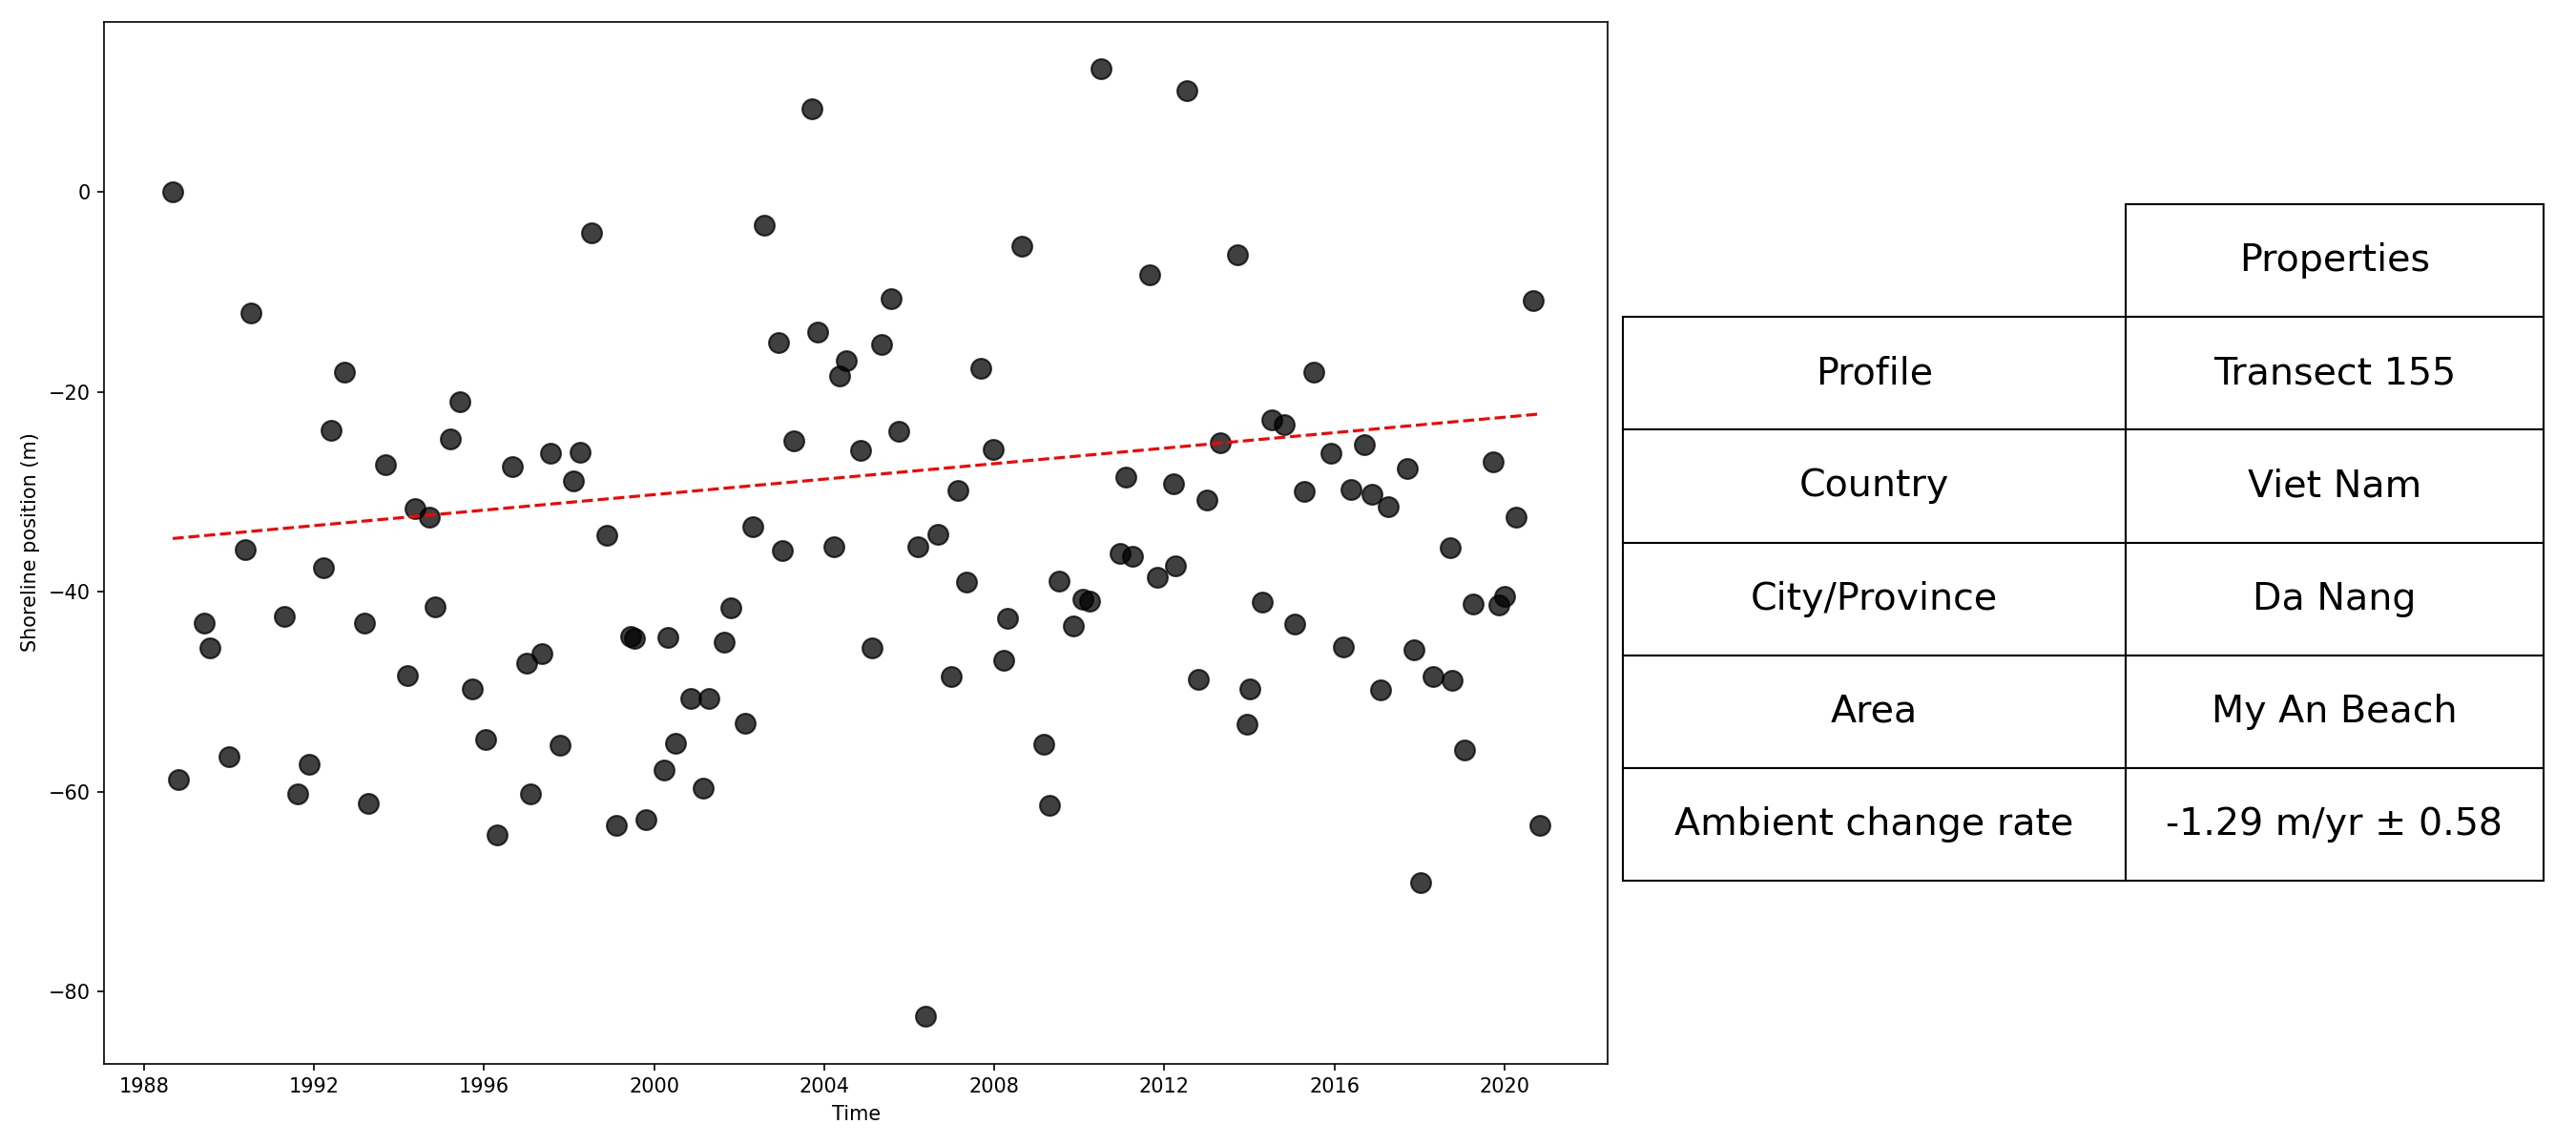 0
−20
−40
−60
−80
Shoreline position (m)
1988 1992 1996 2000 2004 2008 2012 2016 2020
Time
Properties
Profile Transect 155
Country Viet Nam
City/Province Da Nang
Area My An Beach
Ambient change rate -1.29 m/yr ± 0.58